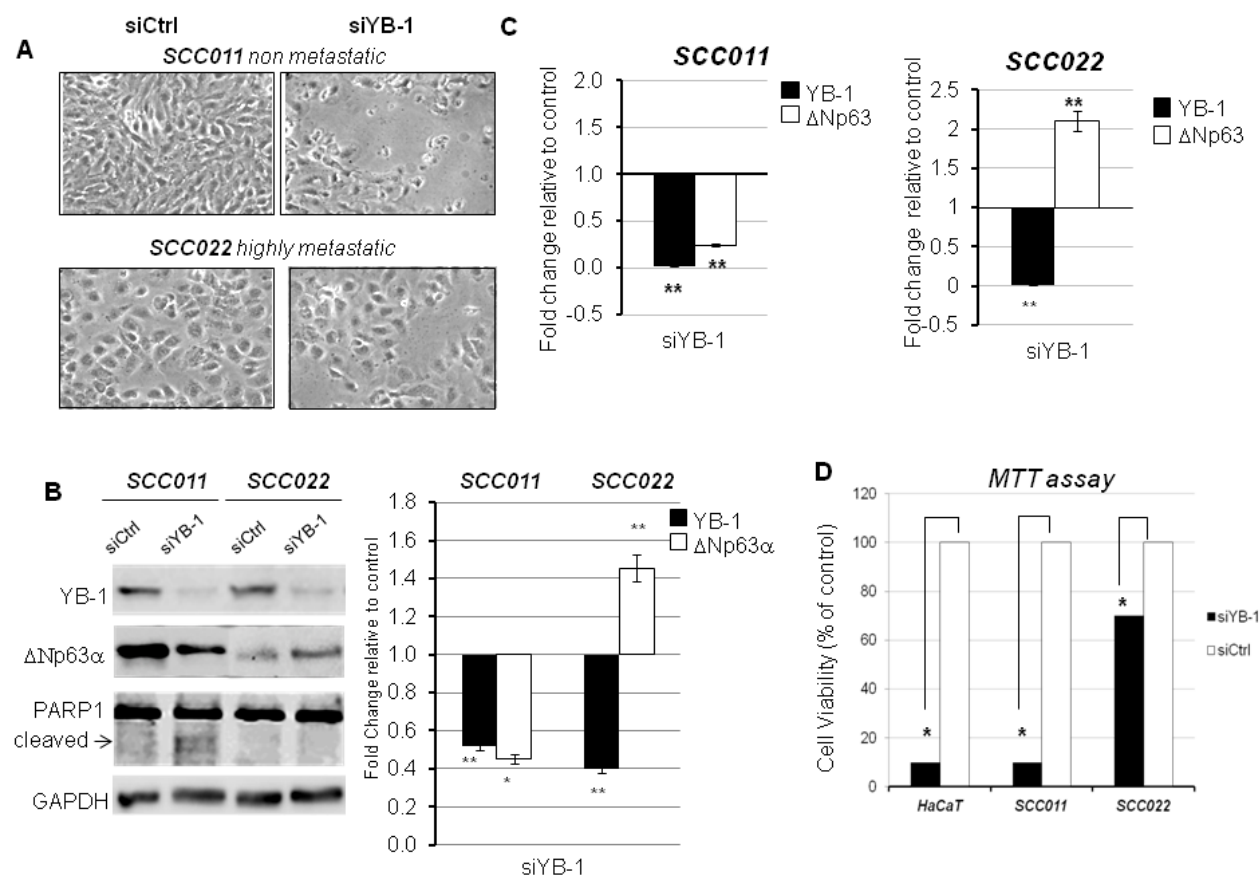 siCtrl siYB-1
A
SCC011 non metastatic
SCC022 highly metastatic
C
SCC011
Fold change relative to control
2.0
1.5
1.0
0.5
0.0
-0.5
**
**
siYB-1
YB-1
ΔNp63
SCC022
Fold change relative to control
2.5
2
1.5
1
0.5
0
-0.5
**
**
siYB-1
YB-1
ΔNp63
B
SCC011 SCC022
siCtrl siYB-1 siCtrl siYB-1
YB-1
ΔNp63α
PARP1
cleaved →
GAPDH
SCC011 SCC022
Fold Change relative to control
1.8
1.6
1.4
1.2
1.0
0.8
0.6
0.4
0.2
0.0
**
*
**
**
siYB-1
YB-1
ΔNp63α
D
MTT assay
Cell Viability (% of control)
120
100
80
60
40
20
0
*
*
*
HaCaT SCC011 SCC022
siYB-1
siCtrl